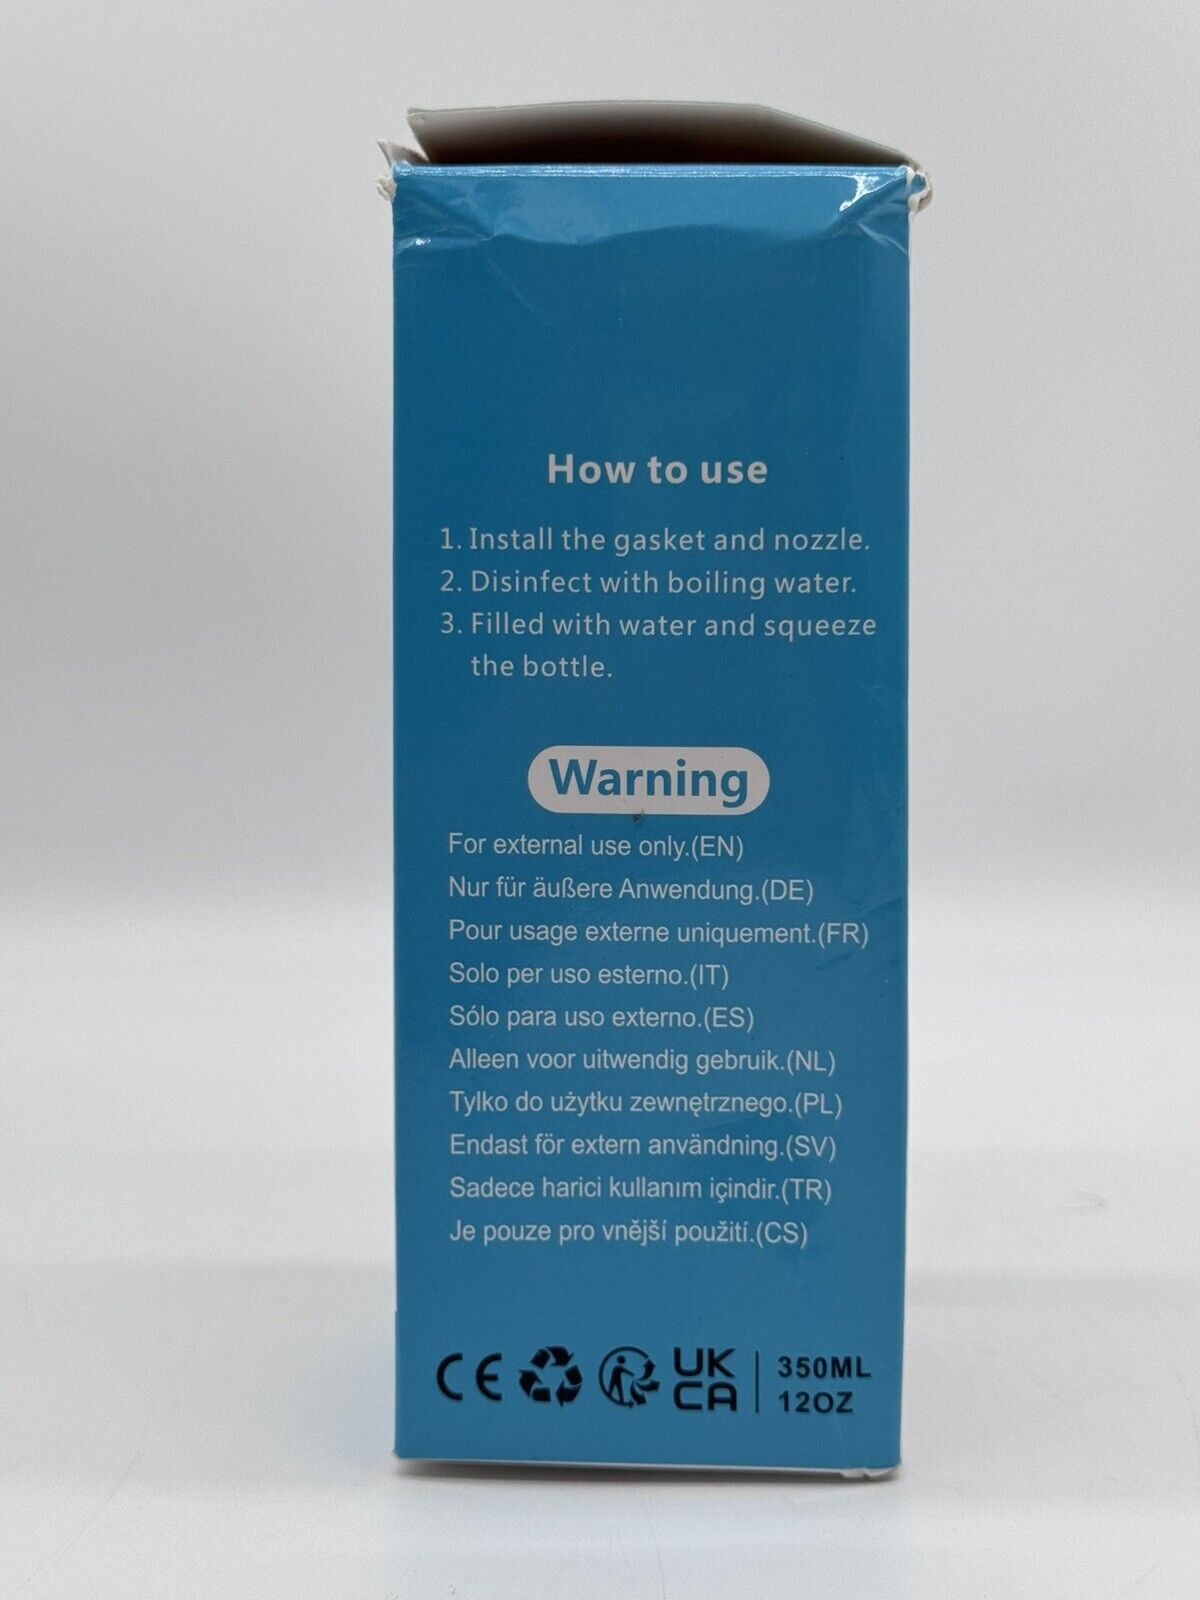 How to use
1. Install the gasket and nozzle.
2. Disinfect with boiling water.
3. Filled with water and squeeze
the bottle.
Warning
For external use only.(EN)
Nur für äußere Anwendung.(DE)
Pour usage externe uniquement.(FR)
Solo per uso esterno.(IT)
Sólo para uso externo.(ES)
Alleen voor uitwendig gebruik.(NL)
Tylko do użytku zewnętrznego.(PL)
Endast för extern användning.(SV)
Sadece harici kullanım içindir.(TR)
Je pouze pro vnější použití.(CS)
CE UK CA 350ML
12OZ